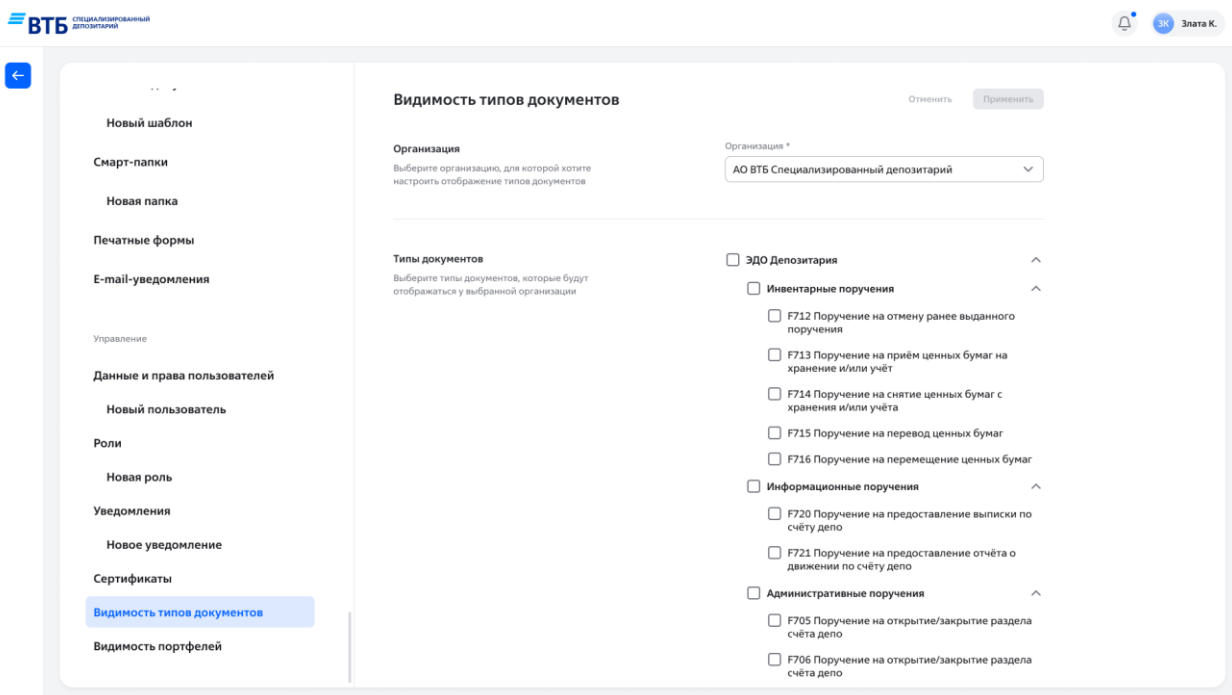 ВТБ СПЕЦИАЛИЗИРОВАННЫЙ
ДЕПОЗИТАРИЙ
ЗК Злата К.
Новый шаблон
Смарт-папки
Новая папка
Печатные формы
E-mail-уведомления
Управление
Данные и права пользователей
Новый пользователь
Роли
Новая роль
Уведомления
Новое уведомление
Сертификаты
Видимость типов документов
Видимость портфелей
Видимость типов документов
Отменить
Применить
Организация
Выберите организацию, для которой хотите
настроить отображение типов документов
Организация *
АО ВТБ Специализированный депозитарий
Типы документов
Выберите типы документов, которые будут
отображаться у выбранной организации
ЭДО Депозитария
Инвентарные поручения
F712 Поручение на отмену ранее выданного
поручения
F713 Поручение на приём ценных бумаг на
хранение и/или учёт
F714 Поручение на снятие ценных бумаг с
хранения и/или учёта
F715 Поручение на перевод ценных бумаг
F716 Поручение на перемещение ценных бумаг
Информационные поручения
F720 Поручение на предоставление выписки по
счёту депо
F721 Поручение на предоставление отчёта о
движении по счёту депо
Административные поручения
F705 Поручение на открытие/закрытие раздела
счёта депо
F706 Поручение на открытие/закрытие раздела
счёта депо